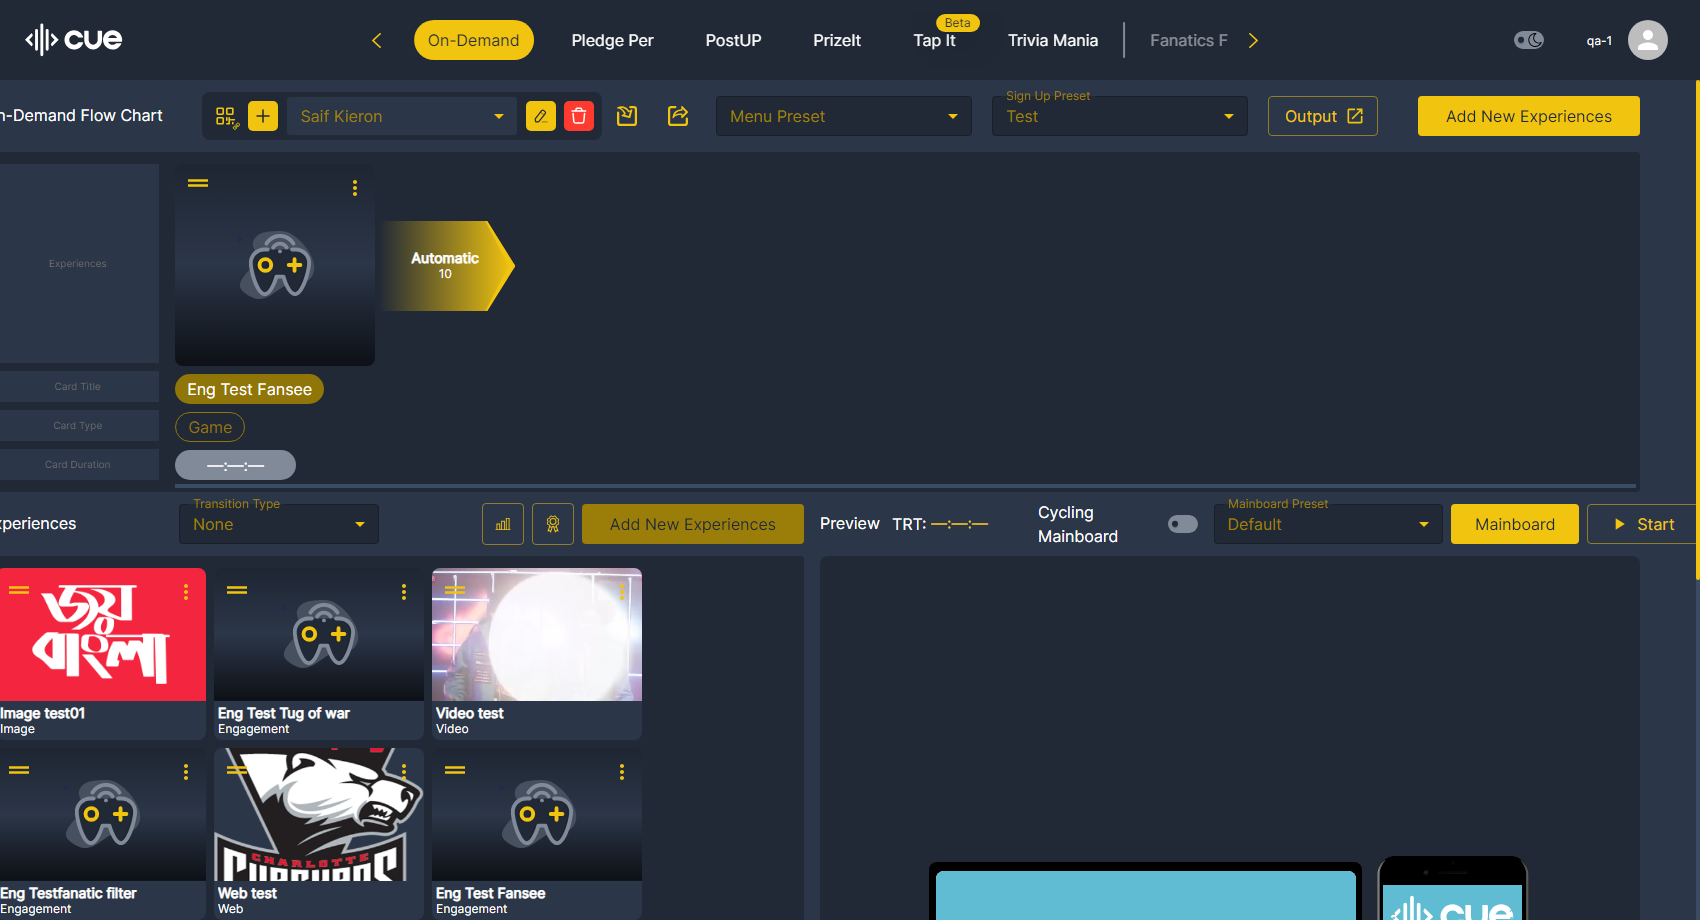 cue
On-Demand
Pledge Per
PostUP
PrizeIt
Tap It
Beta
Trivia Mania
Fanatics F
qa-1
n-Demand Flow Chart
Saif Kieron
Menu Preset
Sign Up Preset
Test
Output
Add New Experiences
Experiences
Automatic
10
Card Title
Eng Test Fansee
Card Type
Game
Card Duration
—:—:—
xperiences
Transition Type
None
Add New Experiences
Preview
TRT: —:—:—
Cycling
Mainboard
Mainboard Preset
Default
Mainboard
Start
জয়
বাংলা
Image test01
Image
Eng Test Tug of war
Engagement
Video test
Video
CHARLOTTE
Eng Testfanatic filter
Engagement
Web test
Web
Eng Test Fansee
Engagement
cue